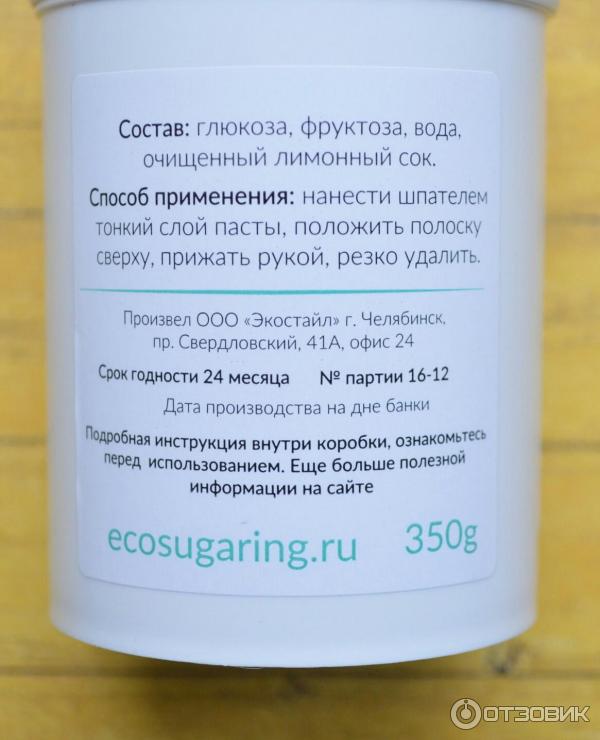 Состав: глюкоза, фруктоза, вода,
очищенный лимонный сок.
Способ применения: нанести шпателем
тонкий слой пасты, положить полоску
сверху, прижать рукой, резко удалить.
Произвел ООО «Экостайл» г. Челябинск,
пр. Свердловский, 41А, офис 24
Срок годности 24 месяца № партии 16-12
Дата производства на дне банки
Подробная инструкция внутри коробки, ознакомьтесь
перед использованием. Еще больше полезной
информации на сайте
ecosugaring.ru 350g
ОТЗОВИК